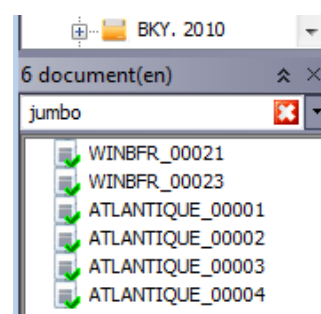 BKY. 2010
6 document(en)
jumbo
WINBFR_00021
WINBFR_00023
ATLANTIQUE_00001
ATLANTIQUE_00002
ATLANTIQUE_00003
ATLANTIQUE_00004